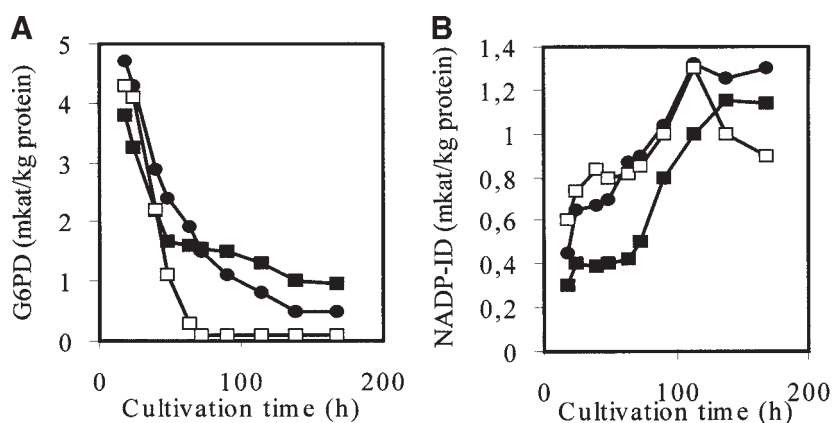 A
G6PD (mkat/kg protein)
5
4
3
2
1
0
0 100 200
Cultivation time (h)
B
NADP-ID (mkat/kg protein)
1,4
1,2
1
0,8
0,6
0,4
0,2
0
0 100 200
Cultivation time (h)